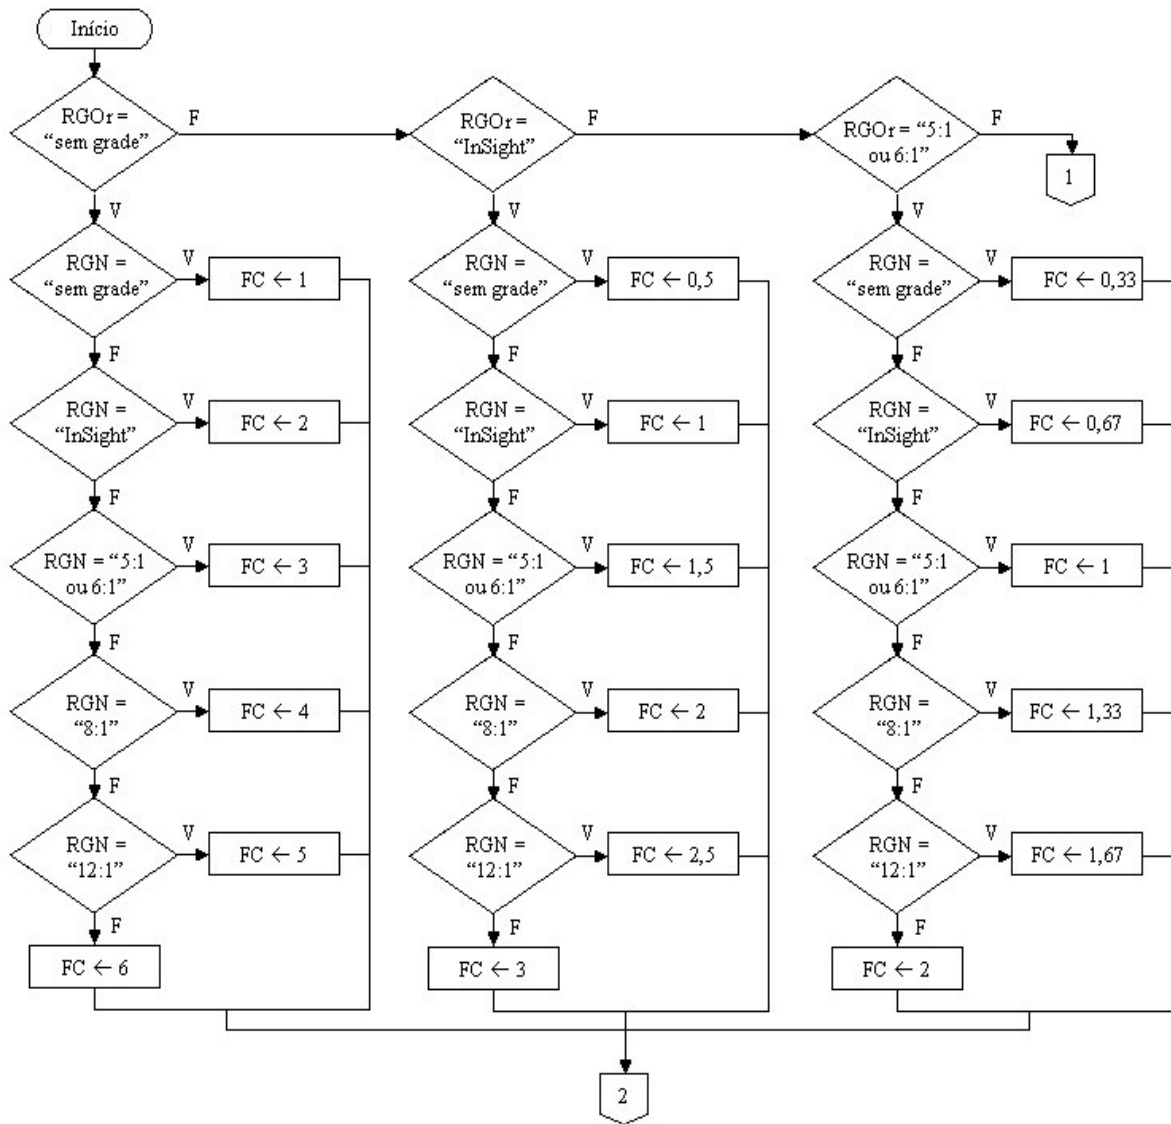 Início
RGOr =
“sem grade”
F
RGOr =
“InSight”
F
RGOr = “5:1
ou 6:1”
F
1
V
V
V
RGN =
“sem grade”
V
FC ← 1
RGN =
“sem grade”
V
FC ← 0,5
RGN =
“sem grade”
V
FC ← 0,33
F
F
F
RGN =
“InSight”
V
FC ← 2
RGN =
“InSight”
V
FC ← 1
RGN =
“InSight”
V
FC ← 0,67
F
F
F
RGN = “5:1
ou 6:1”
V
FC ← 3
RGN = “5:1
ou 6:1”
V
FC ← 1,5
RGN = “5:1
ou 6:1”
V
FC ← 1
F
F
F
RGN =
“8:1”
V
FC ← 4
RGN =
“8:1”
V
FC ← 2
RGN =
“8:1”
V
FC ← 1,33
F
F
F
RGN =
“12:1”
V
FC ← 5
RGN =
“12:1”
V
FC ← 2,5
RGN =
“12:1”
V
FC ← 1,67
F
F
F
FC ← 6
FC ← 3
FC ← 2
2